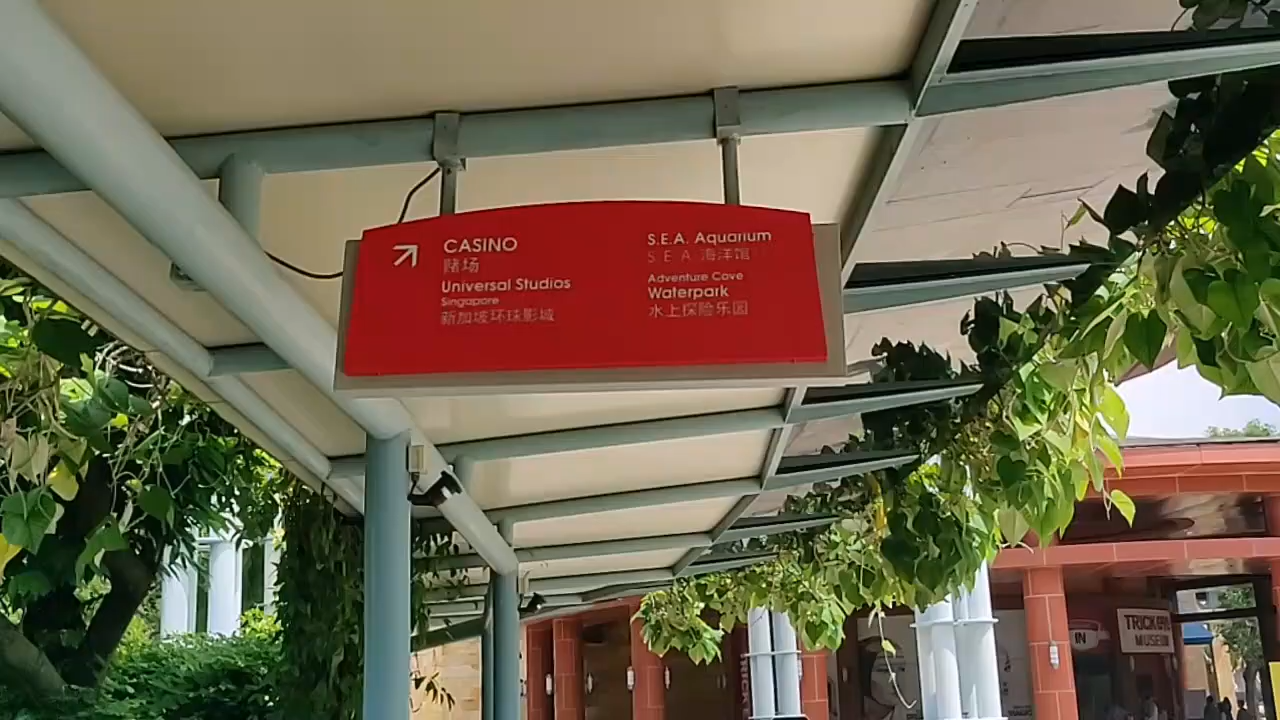 CASINO
赌场
Universal Studios
Singapore
新加坡环球影城
S.E.A. Aquarium
S.E.A 海洋馆
Adventure Cove
Waterpark
水上探险乐园
IN
TRICK EYE
MUSEUM